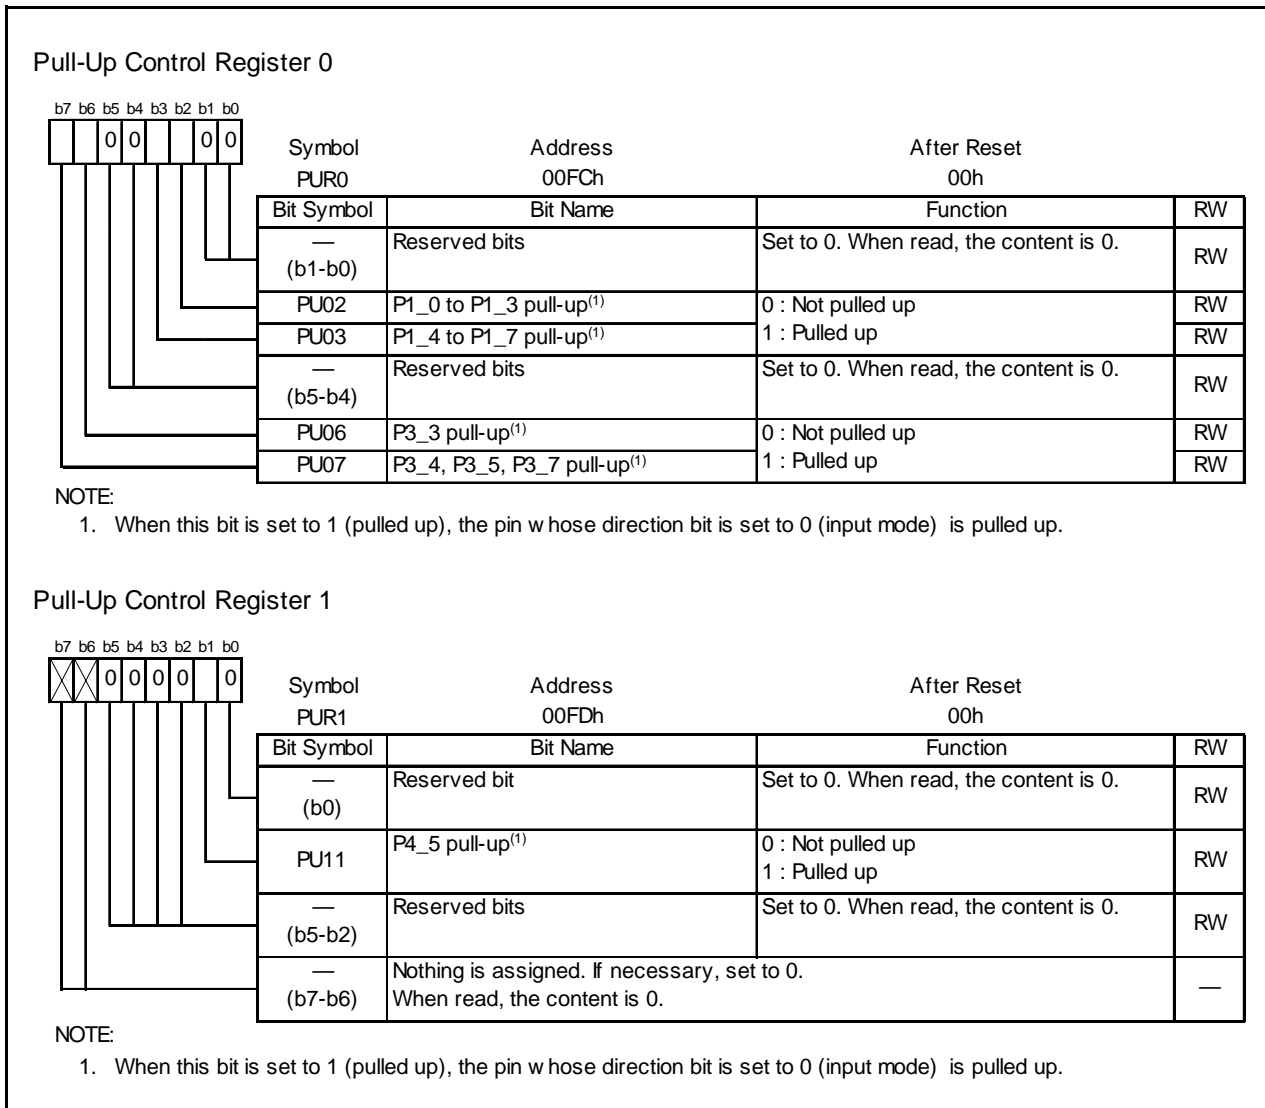 Pull-Up Control Register 0
b7 b6 b5 b4 b3 b2 b1 b0
0 0 0 0
Symbol Address After Reset
PUR0 00FCh 00h
Bit Symbol Bit Name Function RW
— (b1-b0) Reserved bits Set to 0. When read, the content is 0. RW
PU02 P1_0 to P1_3 pull-up(1) 0 : Not pulled up RW
PU03 P1_4 to P1_7 pull-up(1) 1 : Pulled up RW
— (b5-b4) Reserved bits Set to 0. When read, the content is 0. RW
PU06 P3_3 pull-up(1) 0 : Not pulled up RW
PU07 P3_4, P3_5, P3_7 pull-up(1) 1 : Pulled up RW
NOTE:
1. When this bit is set to 1 (pulled up), the pin whose direction bit is set to 0 (input mode) is pulled up.
Pull-Up Control Register 1
b7 b6 b5 b4 b3 b2 b1 b0
0 0 0 0 0
Symbol Address After Reset
PUR1 00FDh 00h
Bit Symbol Bit Name Function RW
— (b0) Reserved bit Set to 0. When read, the content is 0. RW
PU11 P4_5 pull-up(1) 0 : Not pulled up RW
1 : Pulled up
— (b5-b2) Reserved bits Set to 0. When read, the content is 0. RW
— Nothing is assigned. If necessary, set to 0. —
(b7-b6) When read, the content is 0.
NOTE:
1. When this bit is set to 1 (pulled up), the pin whose direction bit is set to 0 (input mode) is pulled up.